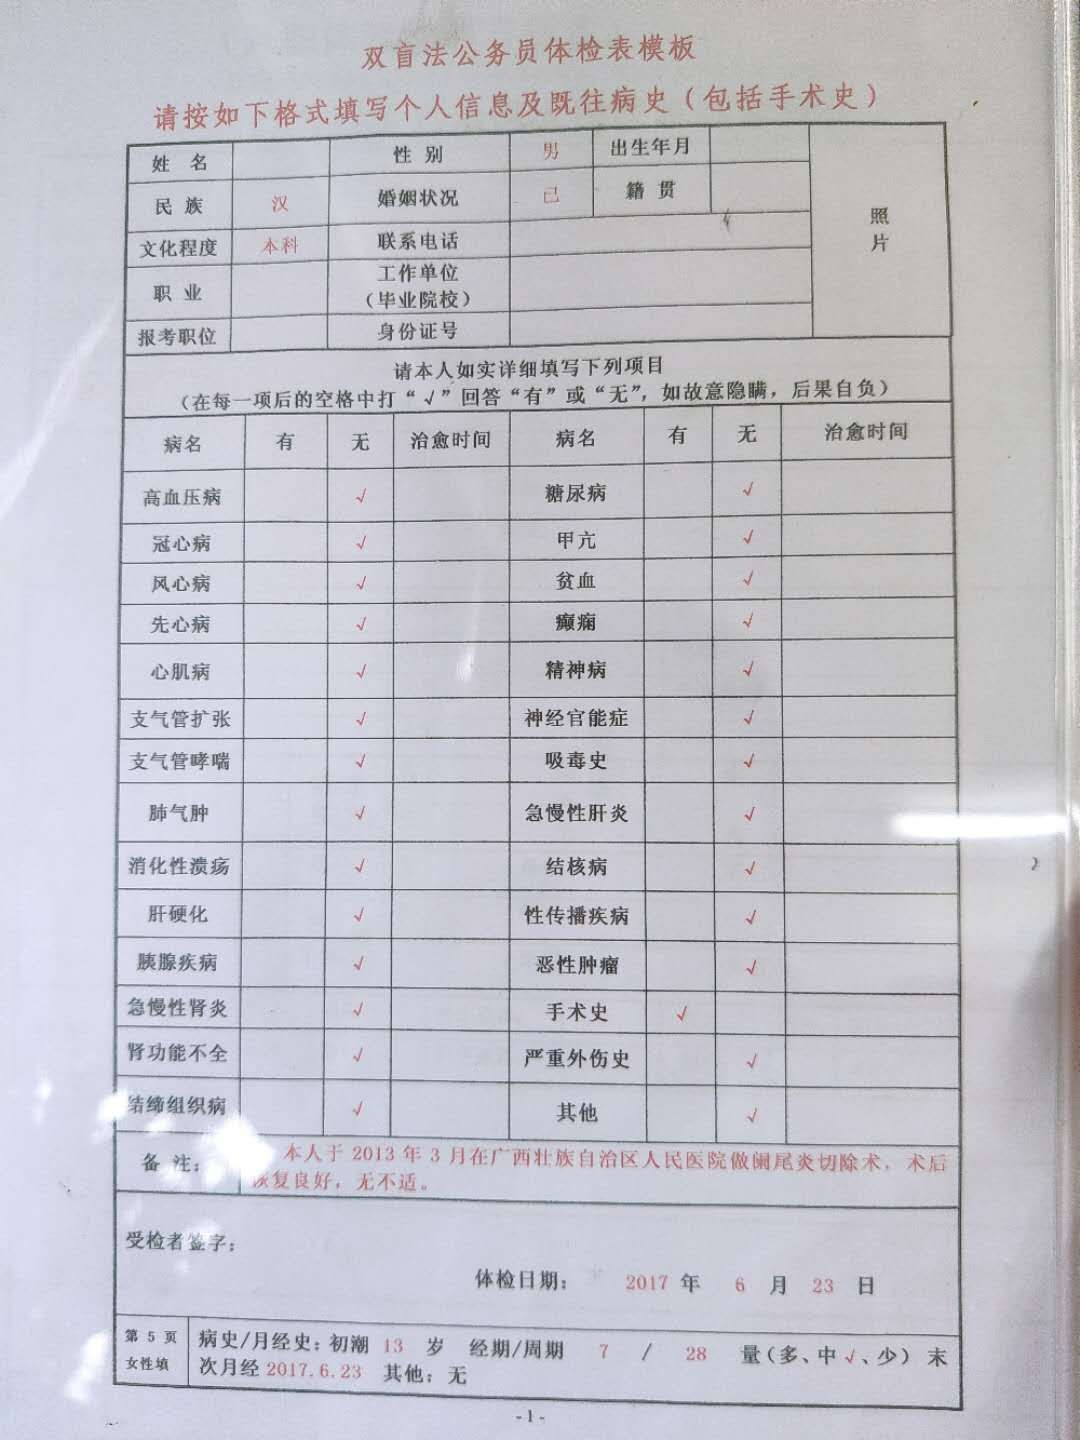 双盲法公务员体检表模板
请按如下格式填写个人信息及既往病史（包括手术史）
姓 名 性 别 男 出生年月 照片
民 族 汉 婚姻状况 已 籍 贯
文化程度 本科 联系电话
职 业 工作单位（毕业院校）
报考职位 身份证号
请本人如实详细填写下列项目
（在每一项后的空格中打“√”回答“有”或“无”，如故意隐瞒，后果自负）
病名 有 无 治愈时间 病名 有 无 治愈时间
高血压病 √ 糖尿病 √
冠心病 √ 甲亢 √
风心病 √ 贫血 √
先心病 √ 癫痫 √
心肌病 √ 精神病 √
支气管扩张 √ 神经官能症 √
支气管哮喘 √ 吸毒史 √
肺气肿 √ 急慢性肝炎 √
消化性溃疡 √ 结核病 √
肝硬化 √ 性传播疾病 √
胰腺疾病 √ 恶性肿瘤 √
急慢性肾炎 √ 手术史 √
肾功能不全 √ 严重外伤史 √
结缔组织病 √ 其他 √
备 注： 本人于 2013 年 3 月在广西壮族自治区人民医院做阑尾炎切除术，术后
恢复良好，无不适。
受检者签字：
体检日期： 2017 年 6 月 23 日
第 5 页 病史/月经史：初潮 13 岁 经期/周期 7 / 28 量（多、中√、少） 末
女性填 次月经 2017.6.23 其他：无
- 1 -